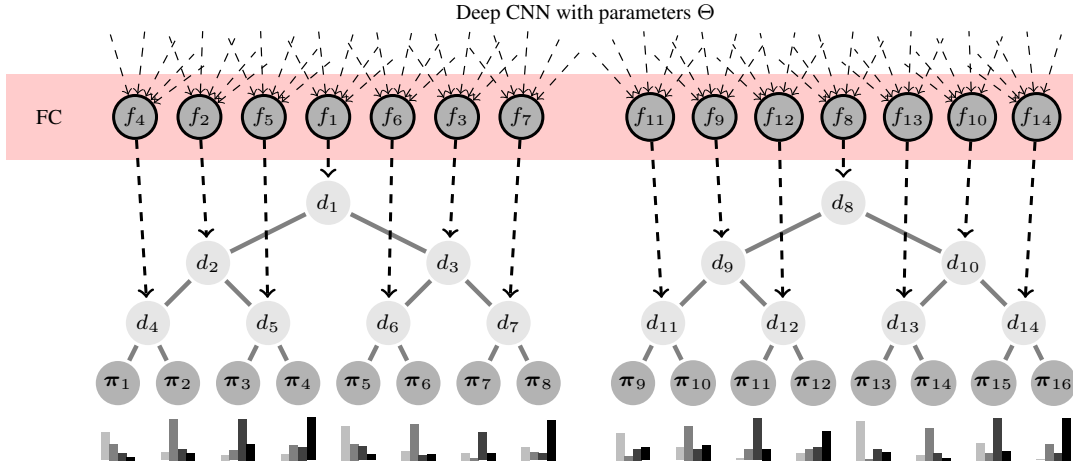 Deep CNN with parameters Θ
FC f₄ f₂ f₅ f₁ f₆ f₃ f₇ f₁₁ f₉ f₁₂ f₈ f₁₃ f₁₀ f₁₄
d₁ d₈
d₂ d₃ d₉ d₁₀
d₄ d₅ d₆ d₇ d₁₁ d₁₂ d₁₃ d₁₄
π₁ π₂ π₃ π₄ π₅ π₆ π₇ π₈ π₉ π₁₀ π₁₁ π₁₂ π₁₃ π₁₄ π₁₅ π₁₆